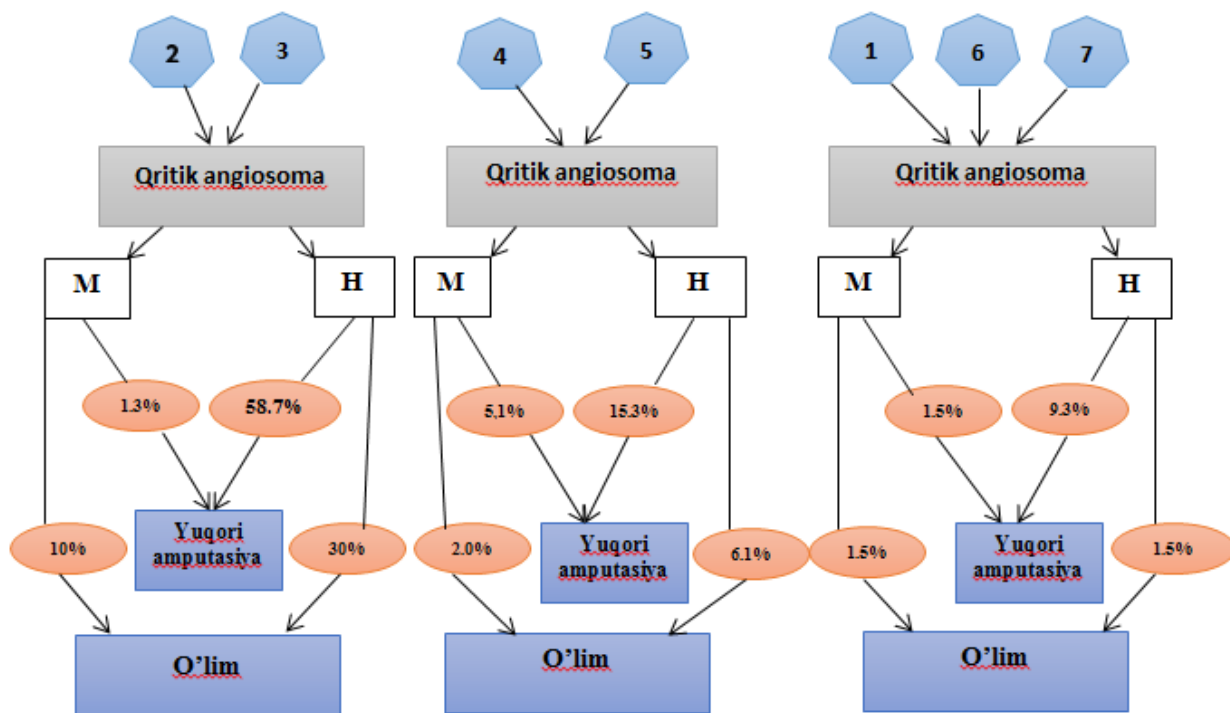 2
3
4
5
1
6
7
Qritik angiosoma
Qritik angiosoma
Qritik angiosoma
M
H
M
H
M
H
1.3%
58.7%
5,1%
15.3%
1.5%
9.3%
10%
Yuqori
amputasiya
30%
2.0%
Yuqori
amputasiya
6.1%
1.5%
Yuqori
amputasiya
1.5%
O’lim
O’lim
O’lim